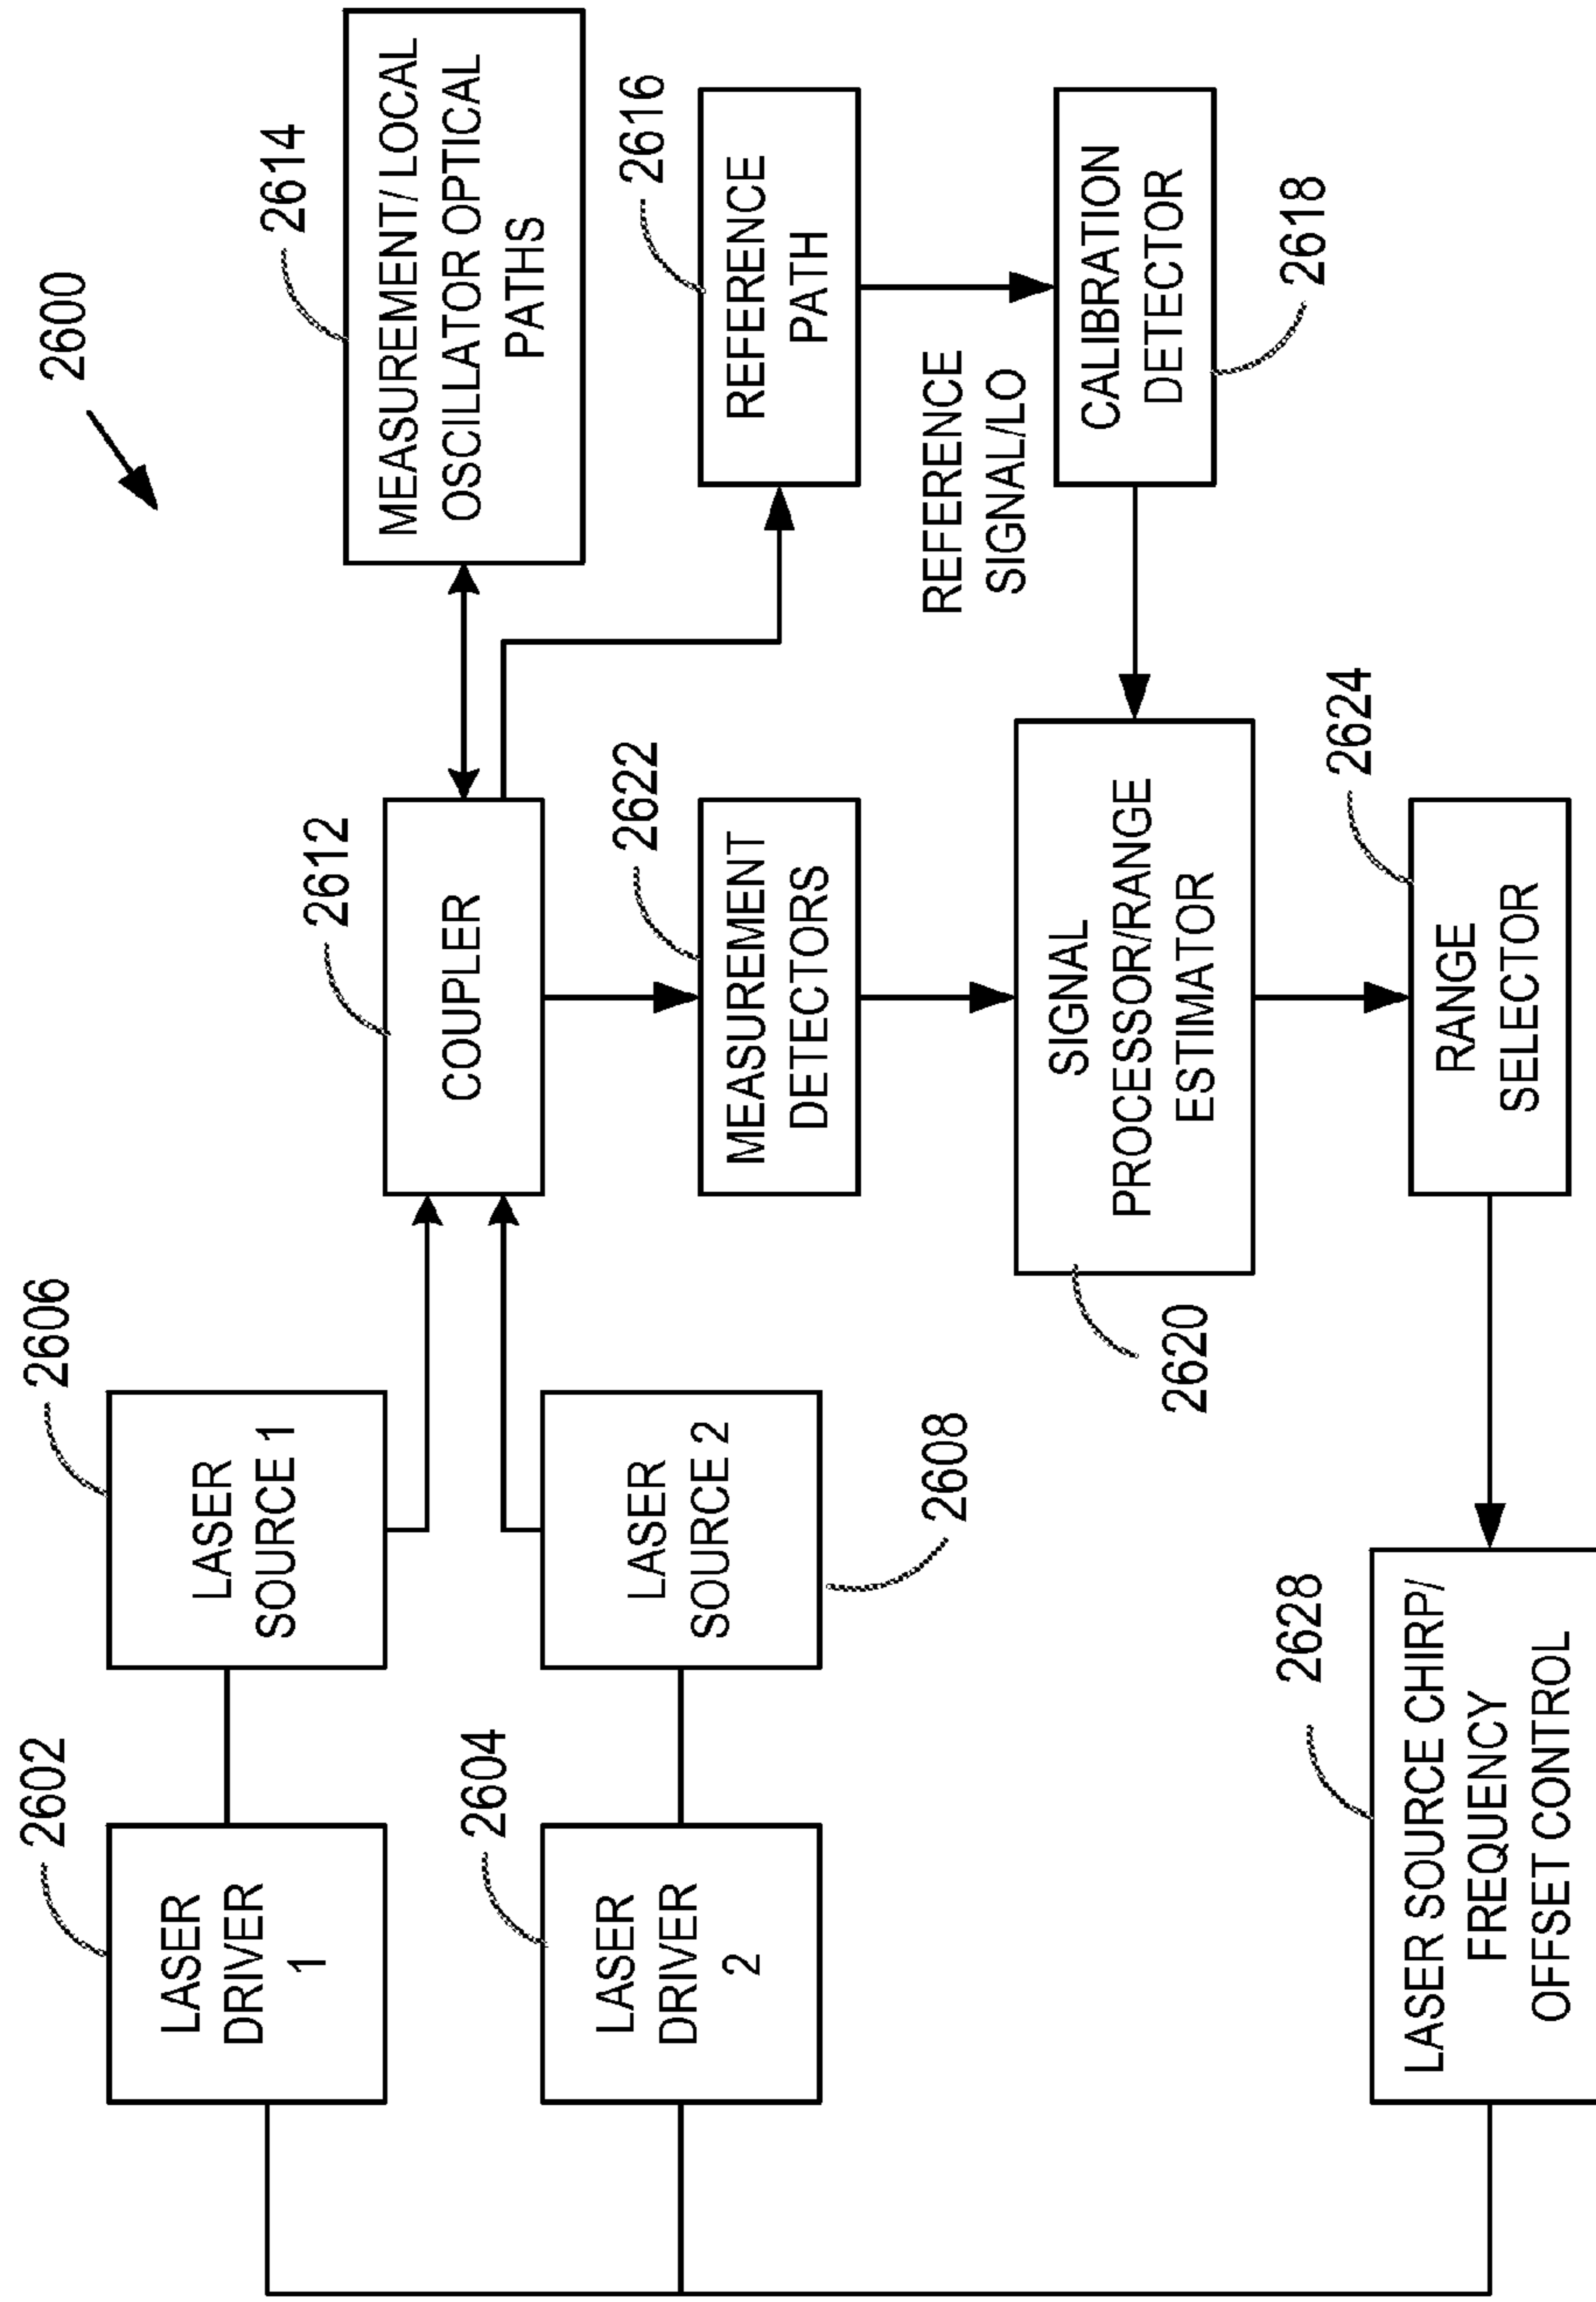 2600
2602
LASER
DRIVER
1
2606
LASER
SOURCE 1
2604
LASER
DRIVER
2
LASER
SOURCE 2
2608
2612
COUPLER
2614
MEASUREMENT/ LOCAL
OSCILLATOR OPTICAL
PATHS
2622
MEASUREMENT
DETECTORS
2616
REFERENCE
PATH
REFERENCE
SIGNAL/LO
CALIBRATION
DETECTOR
2618
SIGNAL
PROCESSOR/RANGE
ESTIMATOR
2620
2624
RANGE
SELECTOR
2628
LASER SOURCE CHIRP/
FREQUENCY
OFFSET CONTROL